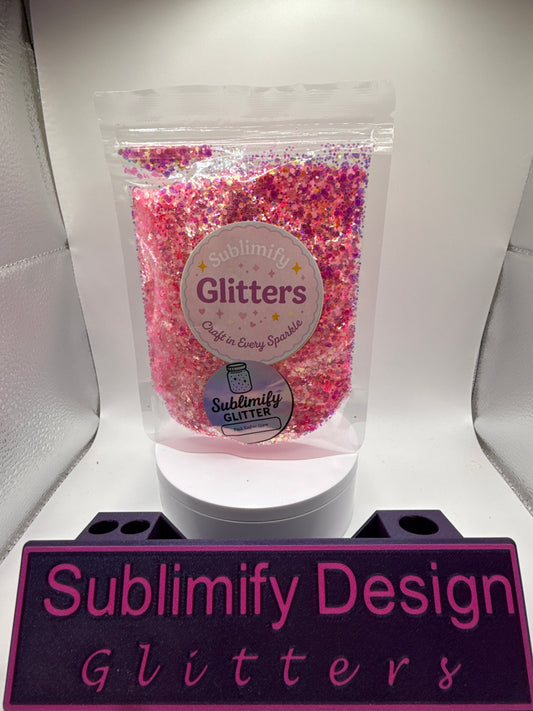 Sublimify
Glitters
Craft in Every Sparkle
Sublimify
GLITTER
Sublimify Design
Glitters